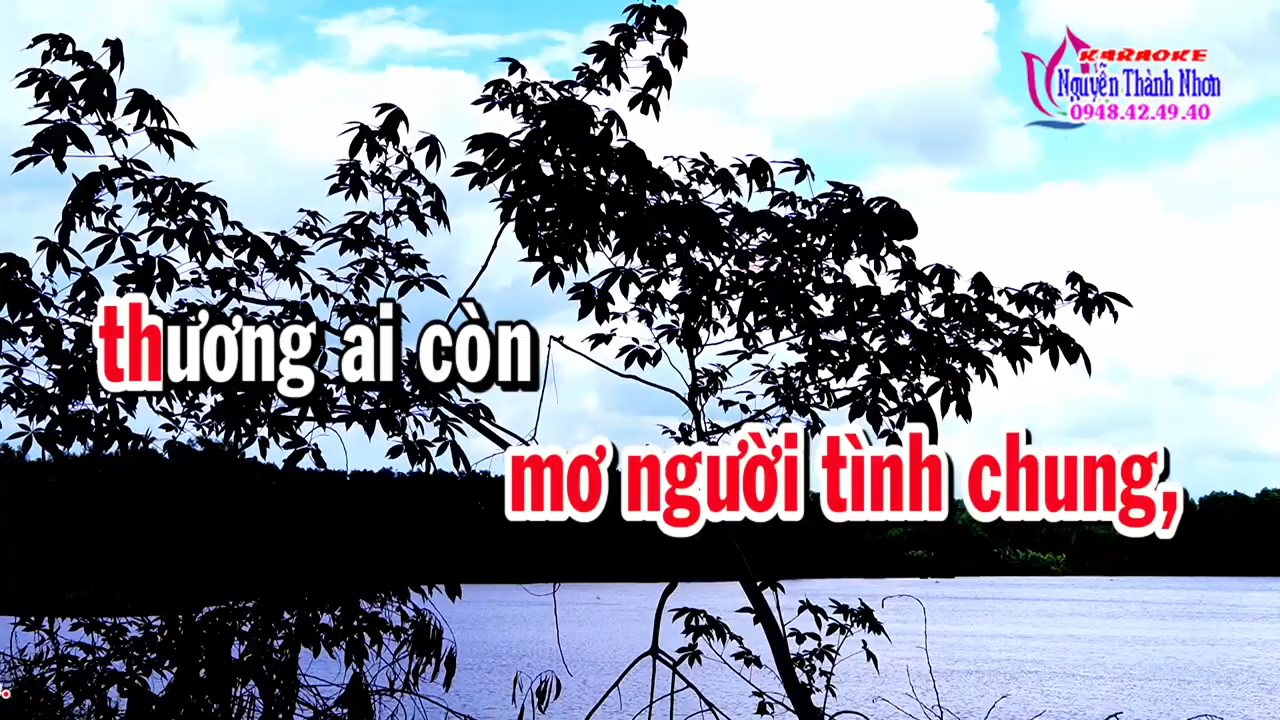 KARAOKE
Nguyễn Thành Nhơn
0948.42.49.40
thương ai còn
mơ người tình chung,